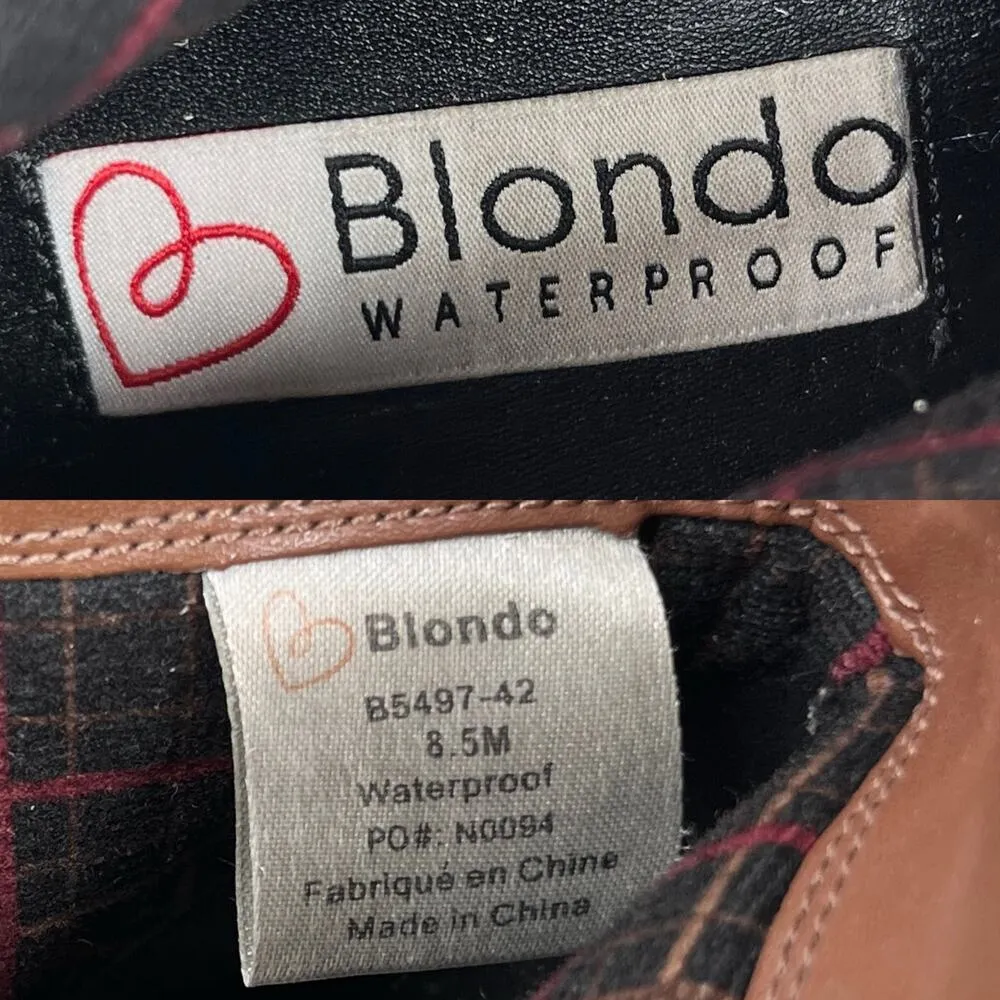 Blondo
WATERPROOF
Blondo
B5497-42
8.5M
Waterproof
PO#: N0094
Fabriqué en Chine
Made in China